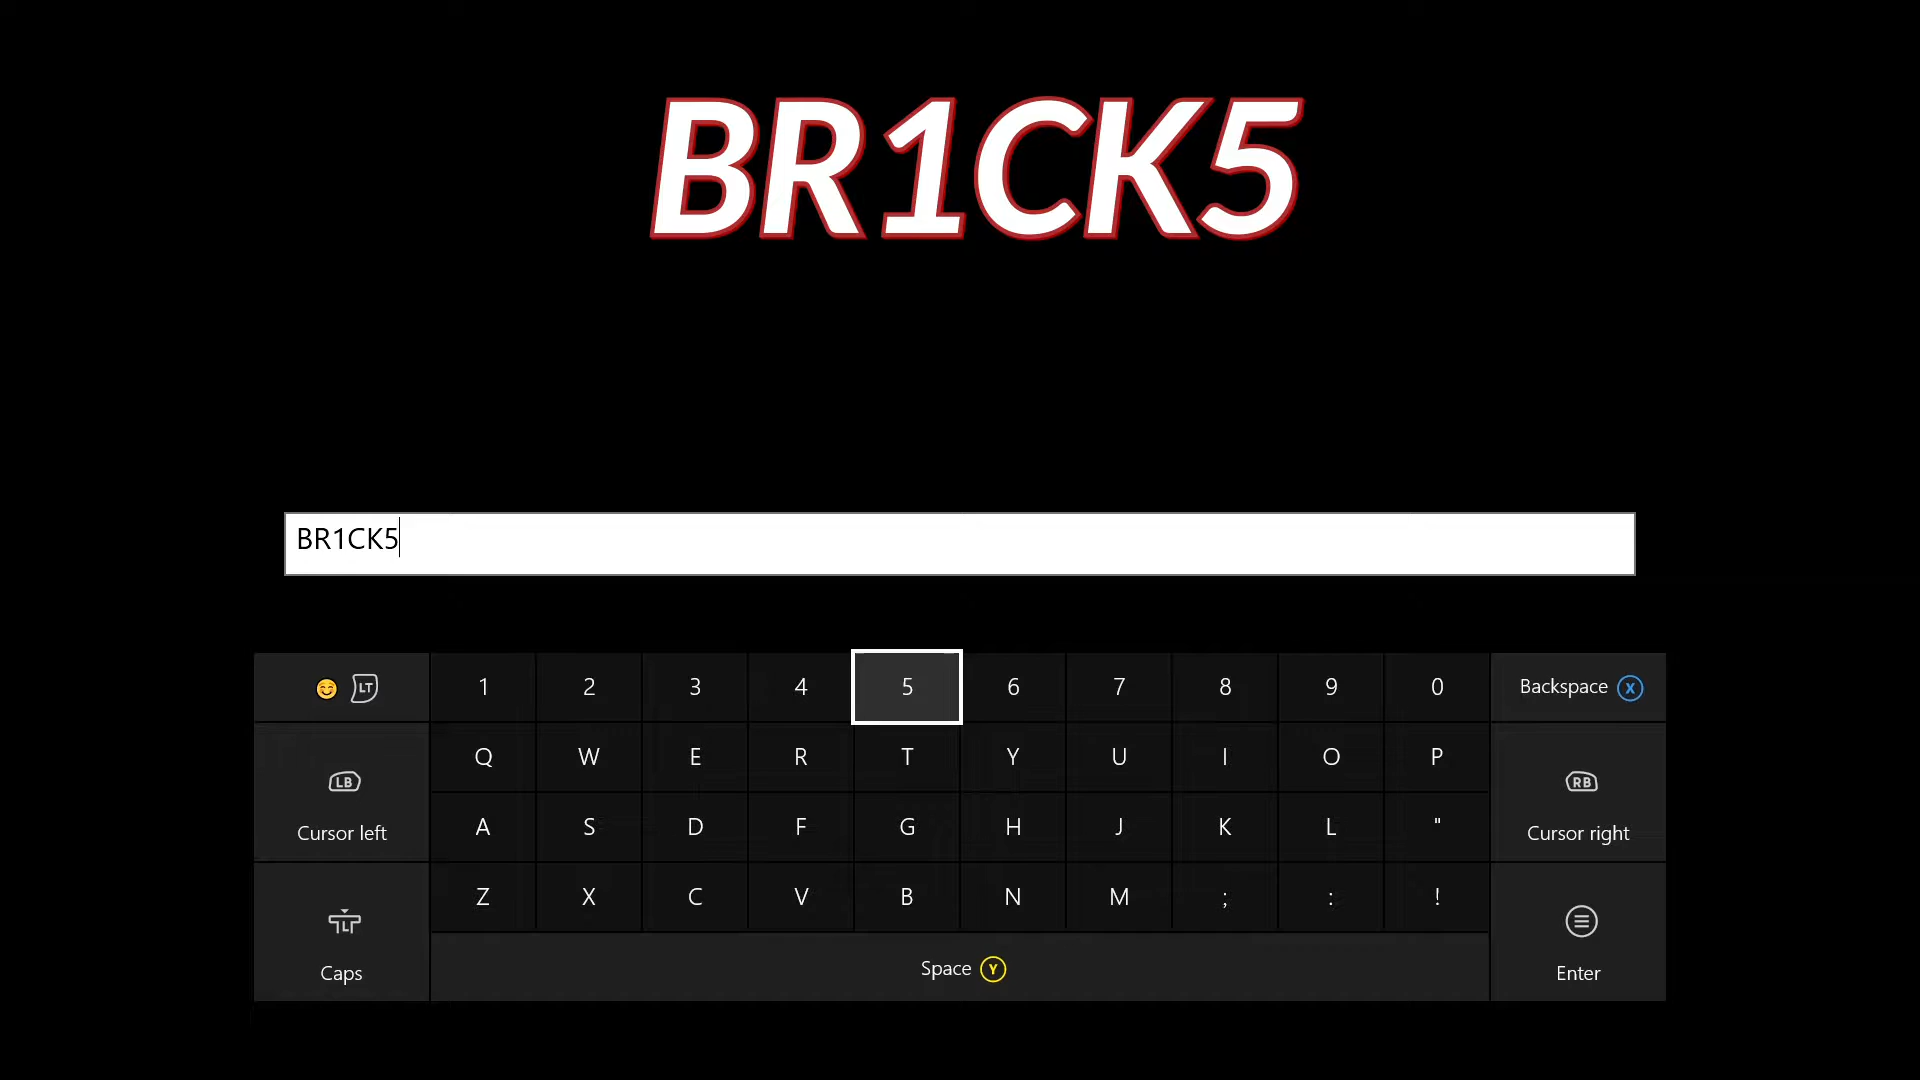 BR1CK5
BR1CK5
LT 1 2 3 4 5 6 7 8 9 0 Backspace X
Q W E R T Y U I O P
LB Cursor left A S D F G H J K L " RB Cursor right
Z X C V B N M ; : !
LT Caps Space Y Enter